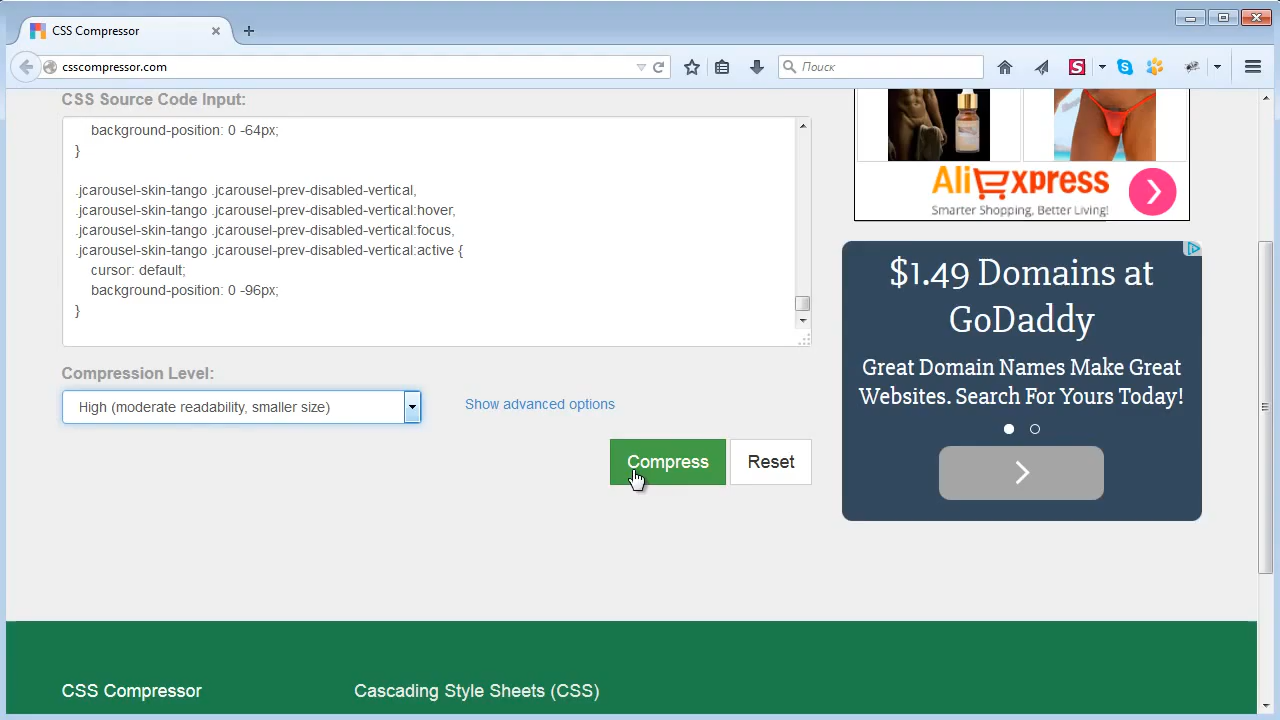 CSS Compressor
csscompressor.com
Поиск
CSS Source Code Input:
background-position: 0 -64px;
}
.jcarousel-skin-tango .jcarousel-prev-disabled-vertical,
.jcarousel-skin-tango .jcarousel-prev-disabled-vertical:hover,
.jcarousel-skin-tango .jcarousel-prev-disabled-vertical:focus,
.jcarousel-skin-tango .jcarousel-prev-disabled-vertical:active {
cursor: default;
background-position: 0 -96px;
}
Compression Level:
High (moderate readability, smaller size)
Show advanced options
Compress
Reset
AliExpress
Smarter Shopping, Better Living!
$1.49 Domains at
GoDaddy
Great Domain Names Make Great
Websites. Search For Yours Today!
CSS Compressor
Cascading Style Sheets (CSS)